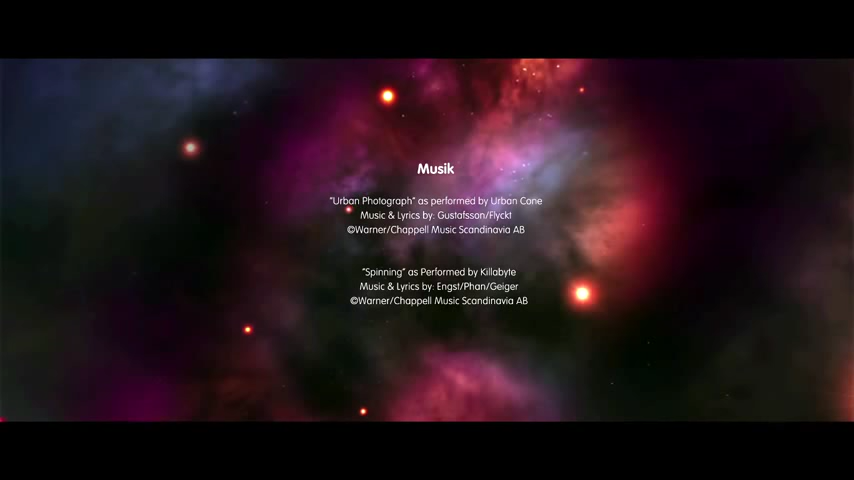 Musik
"Urban Photograph" as performed by Urban Cone
Music & Lyrics by: Gustafsson/Flyckt
©Warner/Chappell Music Scandinavia AB
"Spinning" as Performed by Killabyte
Music & Lyrics by: Engst/Phan/Geiger
©Warner/Chappell Music Scandinavia AB